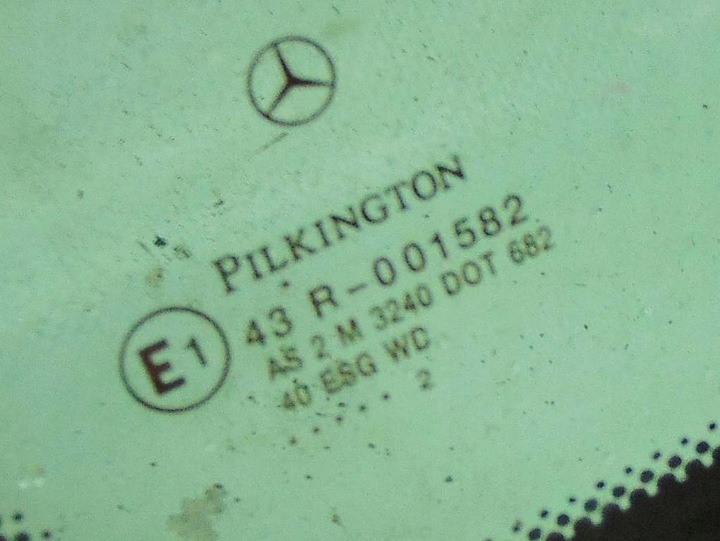 PILKINGTON
E1
43 R-001582
AS 2 M 3240 DOT 682
40 ESG WD
. . . . . 2